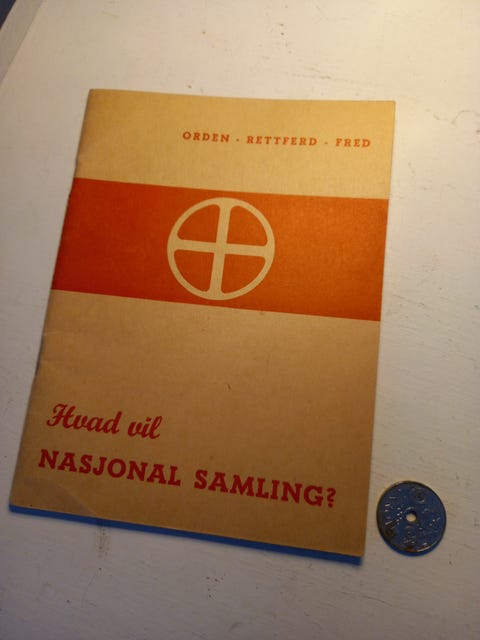 ORDEN - RETTFERD - FRED
Hvad vil
NASJONAL SAMLING?